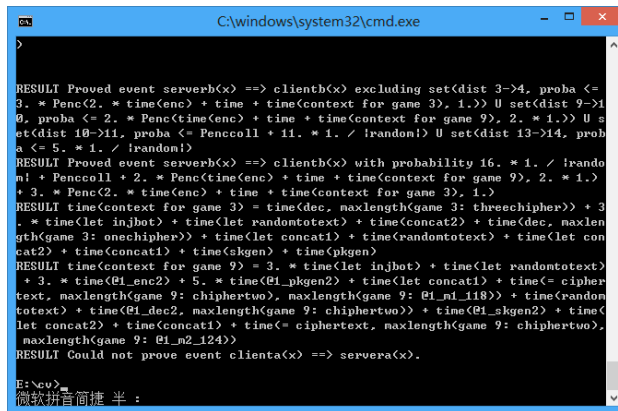 C:\windows\system32\cmd.exe
>
RESULT Proved event serverb(x) ==> clientb(x) excluding set(dist 3->4, proba <=
3. * Penc(2. * time(enc) + time + time(context for game 3), 1.)) U set(dist 9->1
0, proba <= 2. * Penc(time(enc) + time + time(context for game 9), 2. * 1.)) U s
et(dist 10->11, proba <= Penccoll + 11. * 1. / |random|) U set(dist 13->14, prob
a <= 5. * 1. / |random|)
RESULT Proved event serverb(x) ==> clientb(x) with probability 16. * 1. / |rando
m| + Penccoll + 2. * Penc(time(enc) + time + time(context for game 9), 2. * 1.)
+ 3. * Penc(2. * time(enc) + time + time(context for game 3), 1.)
RESULT time(context for game 3) = time(dec, maxlength(game 3: threechipher)) + 3
. * time(let injbot) + time(let randomtotext) + time(concat2) + time(dec, maxlen
gth(game 3: onechipher)) + time(let concat1) + time(randomtotext) + time(let con
cat2) + time(concat1) + time(skgen) + time(pkgen)
RESULT time(context for game 9) = 3. * time(let injbot) + time(let randomtotext)
 + 3. * time(@1_enc2) + 5. * time(@1_pkgen2) + time(let concat1) + time(= cipher
text, maxlength(game 9: chiphertwo), maxlength(game 9: @1_m1_118)) + time(random
totext) + time(@1_dec2, maxlength(game 9: chiphertwo)) + time(@1_skgen2) + time(
let concat2) + time(concat1) + time(= ciphertext, maxlength(game 9: chiphertwo),
 maxlength(game 9: @1_m2_124))
RESULT Could not prove event clienta(x) ==> servera(x).
E:\cv>
微软拼音简捷 半 :